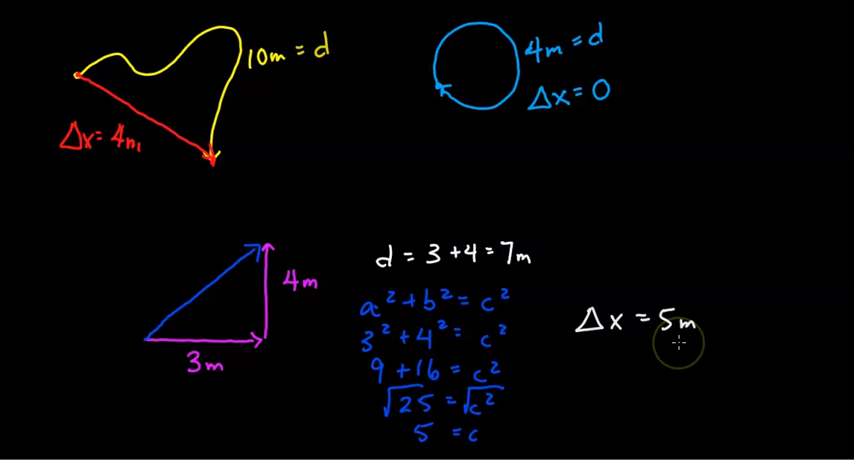 10m = d
Δx = 4m
4m = d
Δx = 0
4m
3m
d = 3 + 4 = 7m
a² + b² = c²
3² + 4² = c²
9 + 16 = c²
√25 = √c²
5 = c
Δx = 5m